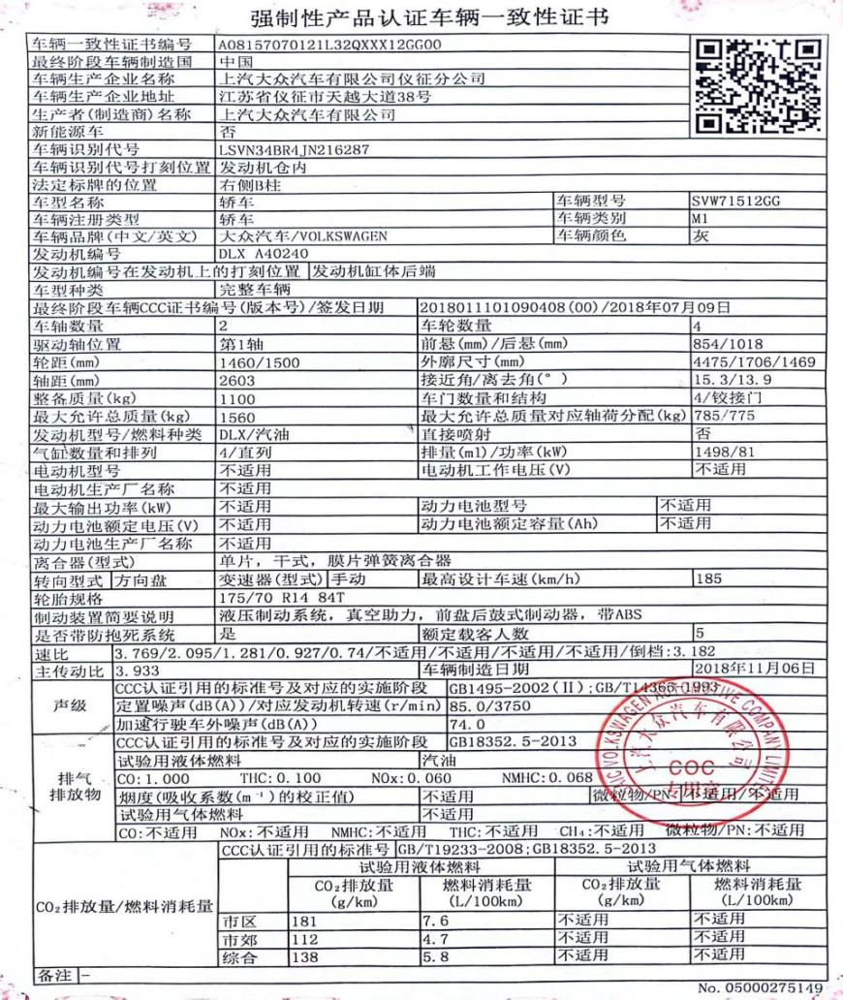 强制性产品认证车辆一致性证书
车辆一致性证书编号 A08157070121L32QXXX12GG00
最终阶段车辆制造国 中国
车辆生产企业名称 上汽大众汽车有限公司仪征分公司
车辆生产企业地址 江苏省仪征市天越大道38号
生产者(制造商)名称 上汽大众汽车有限公司
新能源车 否
车辆识别代号 LSVN34BR4JN216287
车辆识别代号打刻位置 发动机仓内
法定标牌的位置 右侧B柱
车型名称 轿车 车辆型号 SVW71512GG
车辆注册类型 轿车 车辆类别 M1
车辆品牌(中文/英文) 大众汽车/VOLKSWAGEN 车辆颜色 灰
发动机编号 DLX A40240
发动机编号在发动机上的打刻位置 发动机缸体后端
车型种类 完整车辆
最终阶段车辆CCC证书编号(版本号)/签发日期 2018011101090408(00)/2018年07月09日
车轴数量 2 车轮数量 4
驱动轴位置 第1轴 前悬(mm)/后悬(mm) 854/1018
轮距(mm) 1460/1500 外廓尺寸(mm) 4475/1706/1469
轴距(mm) 2603 接近角/离去角(°) 15.3/13.9
整备质量(kg) 1100 车门数量和结构 4/铰接门
最大允许总质量(kg) 1560 最大允许总质量对应轴荷分配(kg) 785/775
发动机型号/燃料种类 DLX/汽油 直接喷射 否
气缸数量和排列 4/直列 排量(ml)/功率(kW) 1498/81
电动机型号 不适用 电动机工作电压(V) 不适用
电动机生产厂名称 不适用
最大输出功率(kW) 不适用 动力电池型号 不适用
动力电池额定电压(V) 不适用 动力电池额定容量(Ah) 不适用
动力电池生产厂名称 不适用
离合器(型式) 单片，干式，膜片弹簧离合器
转向型式 方向盘 变速器(型式) 手动 最高设计车速(km/h) 185
轮胎规格 175/70 R14 84T
制动装置简要说明 液压制动系统，真空助力，前盘后鼓式制动器，带ABS
是否带防抱死系统 是 额定载客人数 5
速比 3.769/2.095/1.281/0.927/0.74/不适用/不适用/不适用/不适用/倒档:3.182
主传动比 3.933 车辆制造日期 2018年11月06日
声级 CCC认证引用的标准号及对应的实施阶段 GB1495-2002(Ⅱ);GB/T14365-1993
定置噪声(dB(A))/对应发动机转速(r/min) 85.0/3750
加速行驶车外噪声(dB(A)) 74.0
排气排放物 CCC认证引用的标准号及对应的实施阶段 GB18352.5-2013
试验用液体燃料 汽油
CO:1.000 THC:0.100 NOx:0.060 NMHC:0.068
烟度(吸收系数(m⁻¹)的校正值) 不适用 微粒物/PN: 不适用/不适用
试验用气体燃料 不适用
CO:不适用 NOx:不适用 NMHC:不适用 THC:不适用 CH₄:不适用 微粒物/PN:不适用
CO₂排放量/燃料消耗量 CCC认证引用的标准号 GB/T19233-2008;GB18352.5-2013
试验用液体燃料 试验用气体燃料
CO₂排放量(g/km) 燃料消耗量(L/100km) CO₂排放量(g/km) 燃料消耗量(L/100km)
市区 181 7.6 不适用 不适用
市郊 112 4.7 不适用 不适用
综合 138 5.8 不适用 不适用
备注 -
No. 05000275149
上汽大众汽车有限公司
COC
专用章